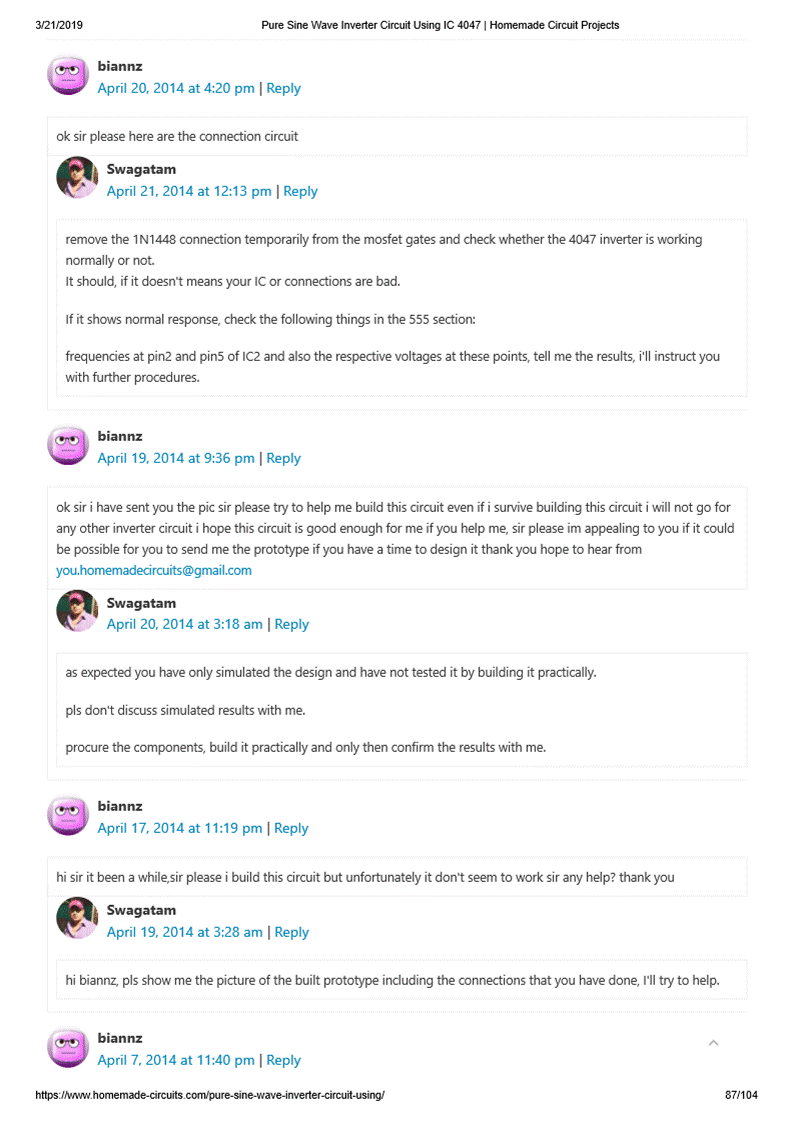 3/21/2019
Pure Sine Wave Inverter Circuit Using IC 4047 | Homemade Circuit Projects
biannz
April 20, 2014 at 4:20 pm | Reply
ok sir please here are the connection circuit
Swagatam
April 21, 2014 at 12:13 pm | Reply
remove the 1N1448 connection temporarily from the mosfet gates and check whether the 4047 inverter is working
normally or not.
It should, if it doesn't means your IC or connections are bad.
If it shows normal response, check the following things in the 555 section:
frequencies at pin2 and pin5 of IC2 and also the respective voltages at these points, tell me the results, i'll instruct you
with further procedures.
biannz
April 19, 2014 at 9:36 pm | Reply
ok sir i have sent you the pic sir please try to help me build this circuit even if i survive building this circuit i will not go for
any other inverter circuit i hope this circuit is good enough for me if you help me, sir please im appealing to you if it could
be possible for you to send me the prototype if you have a time to design it thank you hope to hear from
you.homemadecircuits@gmail.com
Swagatam
April 20, 2014 at 3:18 am | Reply
as expected you have only simulated the design and have not tested it by building it practically.
pls don't discuss simulated results with me.
procure the components, build it practically and only then confirm the results with me.
biannz
April 17, 2014 at 11:19 pm | Reply
hi sir it been a while,sir please i build this circuit but unfortunately it don't seem to work sir any help? thank you
Swagatam
April 19, 2014 at 3:28 am | Reply
hi biannz, pls show me the picture of the built prototype including the connections that you have done, I'll try to help.
biannz
April 7, 2014 at 11:40 pm | Reply
https://www.homemade-circuits.com/pure-sine-wave-inverter-circuit-using/
87/104